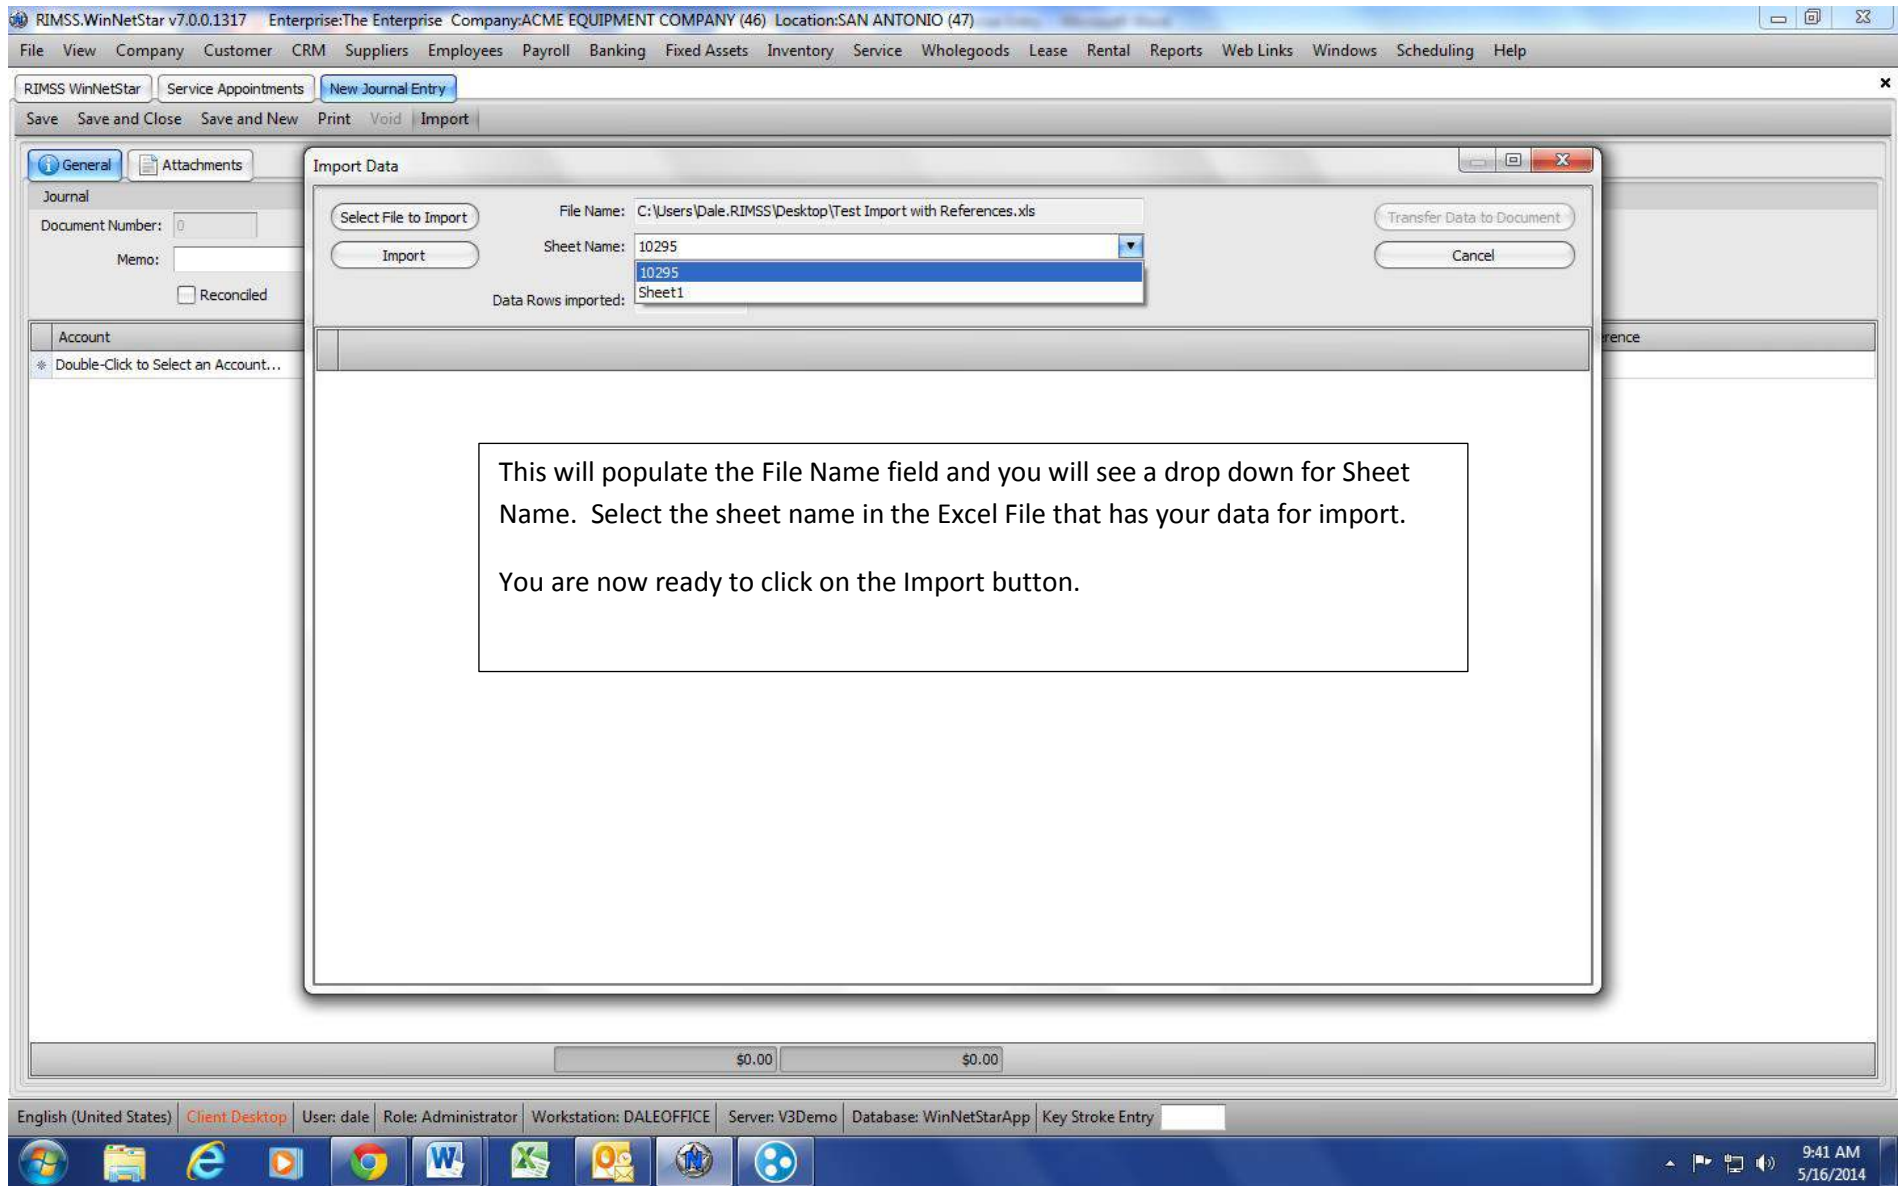 RIMSS.WinNetStar v7.0.0.1317 Enterprise:The Enterprise Company:ACME EQUIPMENT COMPANY (46) Location:SAN ANTONIO (47)
File View Company Customer CRM Suppliers Employees Payroll Banking Fixed Assets Inventory Service Wholegoods Lease Rental Reports Web Links Windows Scheduling Help
RIMSS WinNetStar Service Appointments New Journal Entry
Save Save and Close Save and New Print Void Import
General Attachments
Import Data
Journal
Select File to Import File Name: C:\Users\Dale.RIMSS\Desktop\Test Import with References.xls Transfer Data to Document
Document Number: 0
Import Sheet Name: 10295 Cancel
Memo:
10295
Reconciled
Sheet1
Data Rows imported:
Account rence
Double-Click to Select an Account...
This will populate the File Name field and you will see a drop down for Sheet
Name. Select the sheet name in the Excel File that has your data for import.
You are now ready to click on the Import button.
$0.00 $0.00
English (United States) Client Desktop User: dale Role: Administrator Workstation: DALEOFFICE Server: V3Demo Database: WinNetStarApp Key Stroke Entry
9:41 AM
5/16/2014